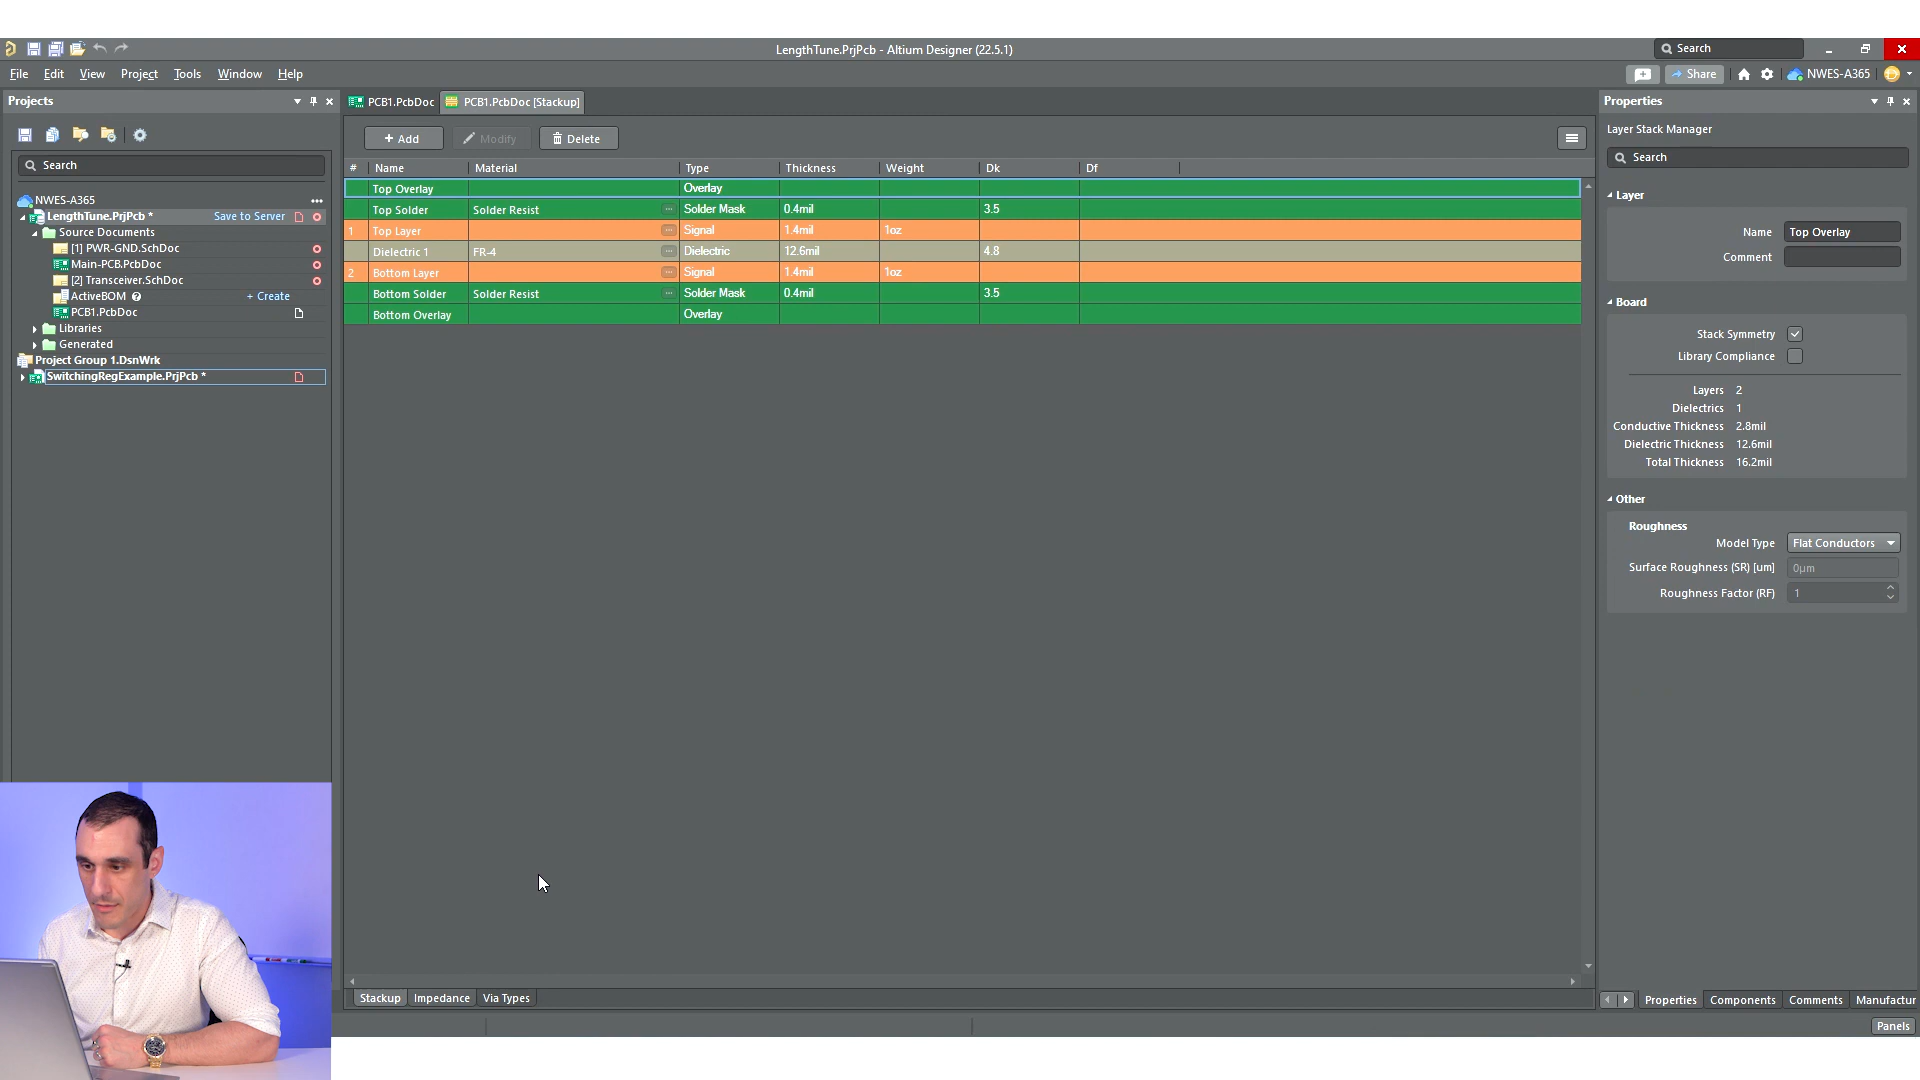 LengthTune.PrjPcb - Altium Designer (22.5.1)
Search
File Edit View Project Tools Window Help
Share
NWES-A365
Projects
PCB1.PcbDoc
PCB1.PcbDoc [Stackup]
Properties
+ Add
Modify
Delete
Layer Stack Manager
Search
Search
# Name Material Type Thickness Weight Dk Df
Top Overlay Overlay
Top Solder Solder Resist ... Solder Mask 0.4mil 3.5
1 Top Layer ... Signal 1.4mil 1oz
Dielectric 1 FR-4 ... Dielectric 12.6mil 4.8
2 Bottom Layer ... Signal 1.4mil 1oz
Bottom Solder Solder Resist ... Solder Mask 0.4mil 3.5
Bottom Overlay Overlay
NWES-A365 ...
LengthTune.PrjPcb * Save to Server
Source Documents
[1] PWR-GND.SchDoc
Main-PCB.PcbDoc
[2] Transceiver.SchDoc
ActiveBOM ? + Create
PCB1.PcbDoc
Libraries
Generated
Project Group 1.DsnWrk
SwitchingRegExample.PrjPcb *
Layer
Name Top Overlay
Comment
Board
Stack Symmetry
Library Compliance
Layers 2
Dielectrics 1
Conductive Thickness 2.8mil
Dielectric Thickness 12.6mil
Total Thickness 16.2mil
Other
Roughness
Model Type Flat Conductors
Surface Roughness (SR) [um] 0µm
Roughness Factor (RF) 1
Stackup Impedance Via Types
Properties Components Comments Manufactur
Panels